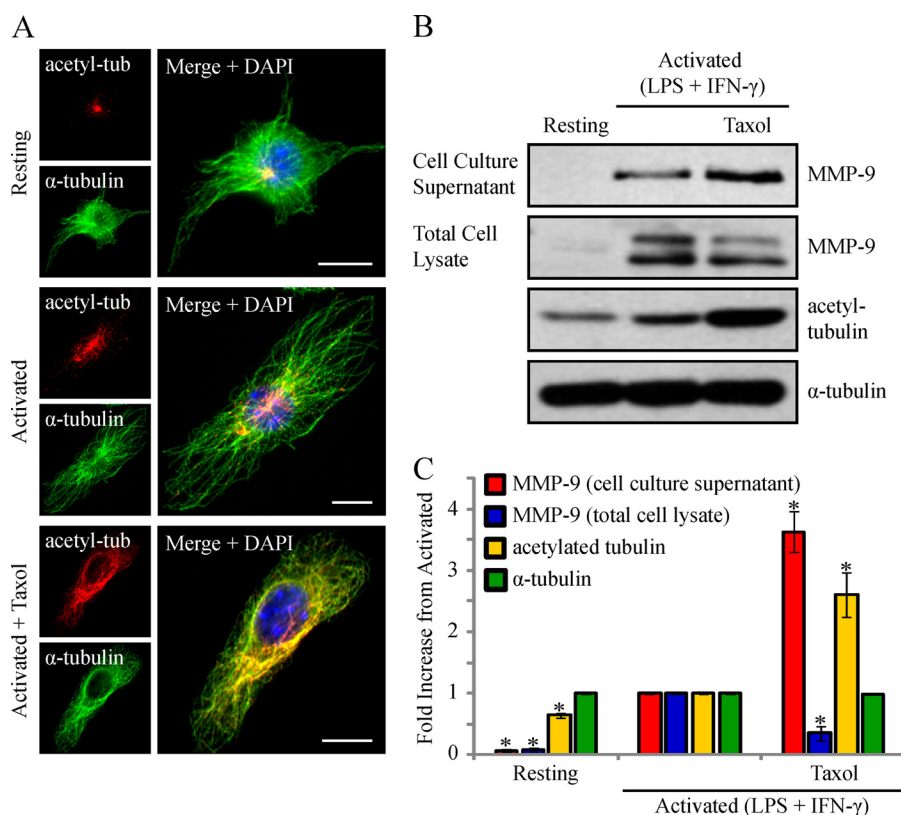 A
Resting
acetyl-tub
Merge + DAPI
α-tubulin
Activated
acetyl-tub
Merge + DAPI
α-tubulin
Activated + Taxol
acetyl-tub
Merge + DAPI
α-tubulin
B
Activated
(LPS + IFN-γ)
Resting
Taxol
Cell Culture
Supernatant
MMP-9
Total Cell
Lysate
MMP-9
acetyl-
tubulin
α-tubulin
C
Fold Increase from Activated
4
3
2
1
0
MMP-9 (cell culture supernatant)
MMP-9 (total cell lysate)
acetylated tubulin
α-tubulin
* * *
* * *
Resting
Taxol
Activated (LPS + IFN-γ)